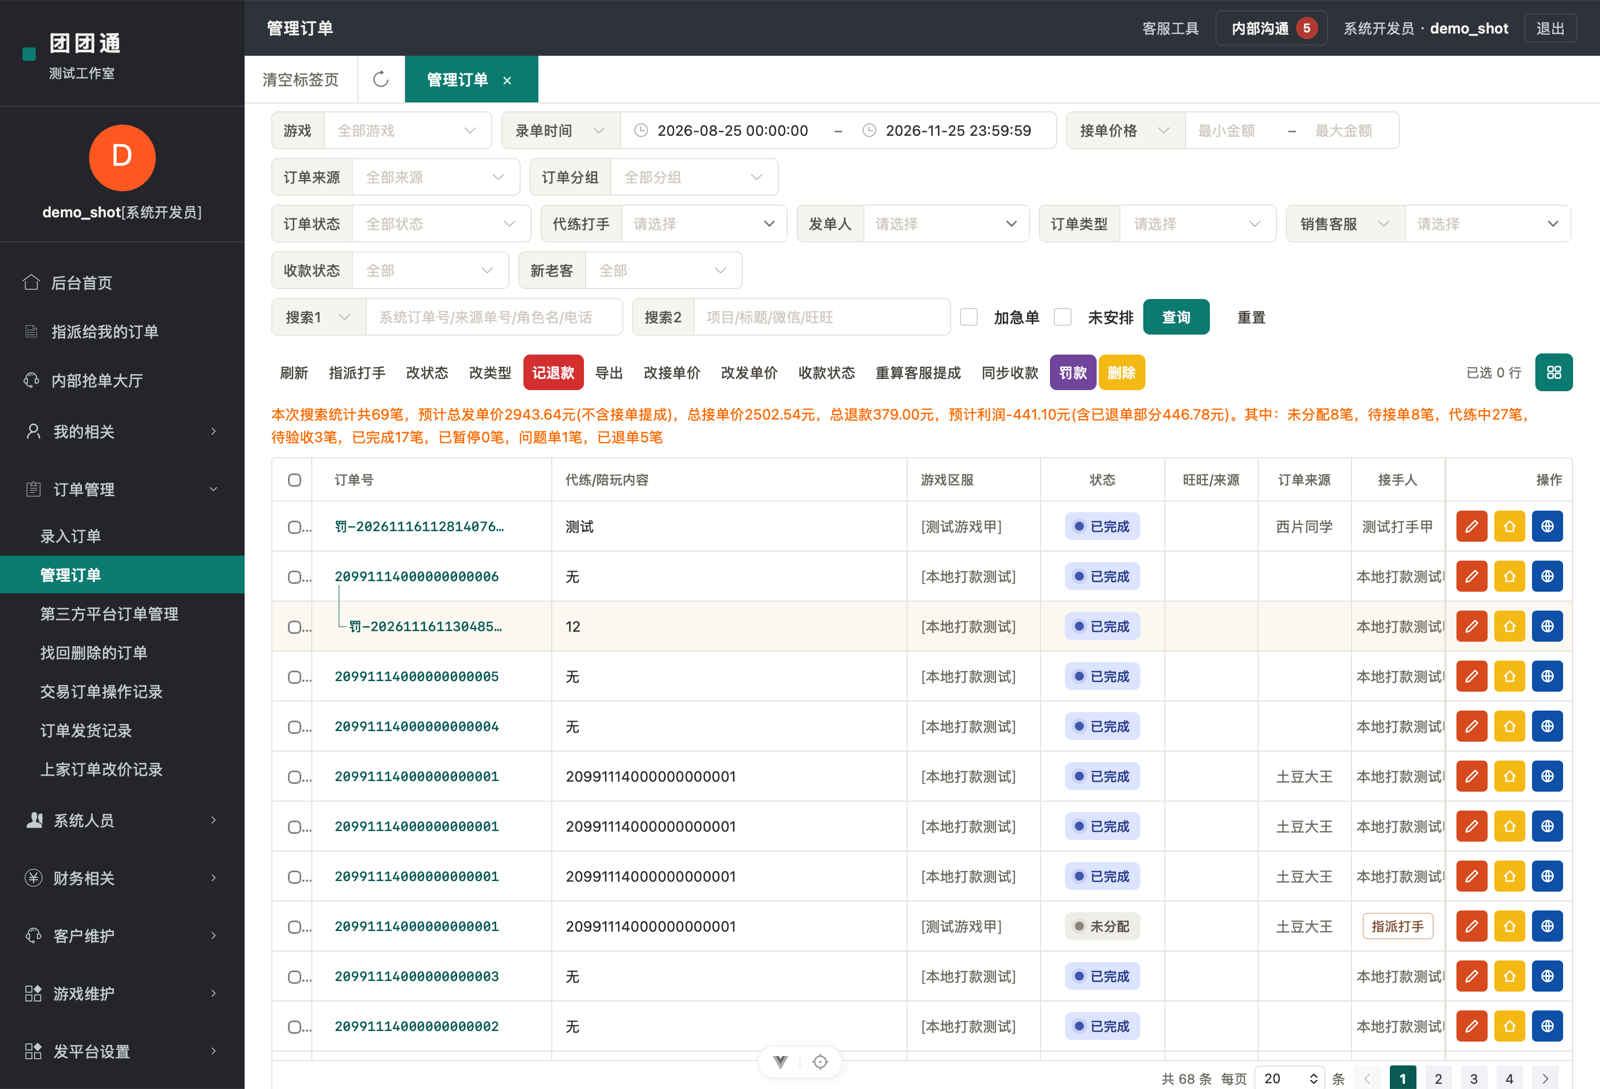 团团通
测试工作室
管理订单
客服工具 内部沟通 5 系统开发员 · demo_shot 退出
清空标签页 管理订单 ×
D
demo_shot[系统开发员]
后台首页
指派给我的订单
内部抢单大厅
我的相关
订单管理
录入订单
管理订单
第三方平台订单管理
找回删除的订单
交易订单操作记录
订单发货记录
上家订单改价记录
系统人员
财务相关
客户维护
游戏维护
发平台设置
游戏 全部游戏 录单时间 2026-08-25 00:00:00 – 2026-11-25 23:59:59 接单价格 最小金额 – 最大金额
订单来源 全部来源 订单分组 全部分组
订单状态 全部状态 代练打手 请选择 发单人 请选择 订单类型 请选择 销售客服 请选择
收款状态 全部 新老客 全部
搜索1 系统订单号/来源单号/角色名/电话 搜索2 项目/标题/微信/旺旺 加急单 未安排 查询 重置
刷新 指派打手 改状态 改类型 记退款 导出 改接单价 改发单价 收款状态 重算客服提成 同步收款 罚款 删除 已选 0 行
本次搜索统计共69笔，预计总发单价2943.64元(不含接单提成)，总接单价2502.54元，总退款379.00元，预计利润-441.10元(含已退单部分446.78元)。其中：未分配8笔，待接单8笔，代练中27笔，
待验收3笔，已完成17笔，已暂停0笔，问题单1笔，已退单5笔
订单号 代练/陪玩内容 游戏区服 状态 旺旺/来源 订单来源 接手人 操作
... 罚-20261116112814076... 测试 [测试游戏甲] 已完成 西片同学 测试打手甲
... 20991114000000000006 无 [本地打款测试] 已完成 本地打款测试
... 罚-202611161130485... 12 [本地打款测试] 已完成 本地打款测试
... 20991114000000000005 无 [本地打款测试] 已完成 本地打款测试
... 20991114000000000004 无 [本地打款测试] 已完成 本地打款测试
... 20991114000000000001 20991114000000000001 [本地打款测试] 已完成 土豆大王 本地打款测试
... 20991114000000000001 20991114000000000001 [本地打款测试] 已完成 土豆大王 本地打款测试
... 20991114000000000001 20991114000000000001 [本地打款测试] 已完成 土豆大王 本地打款测试
... 20991114000000000001 20991114000000000001 [测试游戏甲] 未分配 土豆大王 指派打手
... 20991114000000000003 无 [本地打款测试] 已完成 本地打款测试
... 20991114000000000002 无 [本地打款测试] 已完成 本地打款测试
共 68 条 每页 20 条 1 2 3 4